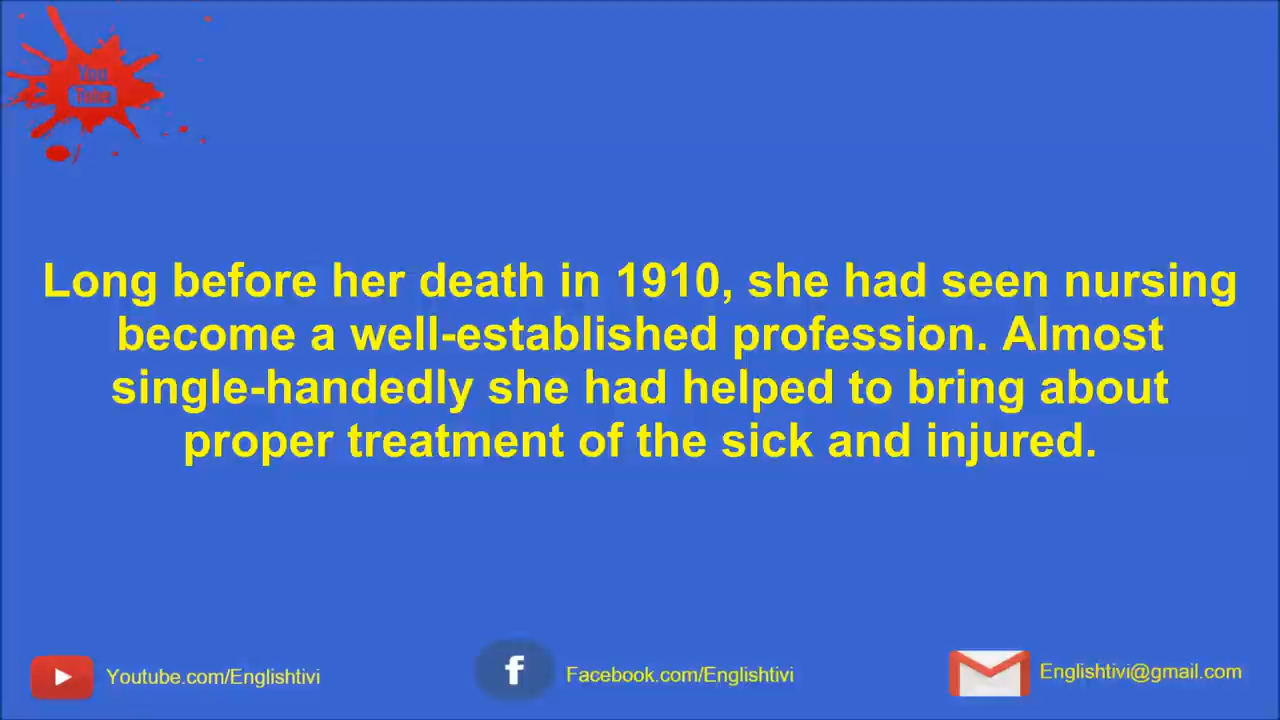 You
Tube
Long before her death in 1910, she had seen nursing
become a well-established profession. Almost
single-handedly she had helped to bring about
proper treatment of the sick and injured.
Youtube.com/Englishtivi
f
Facebook.com/Englishtivi
Englishtivi@gmail.com